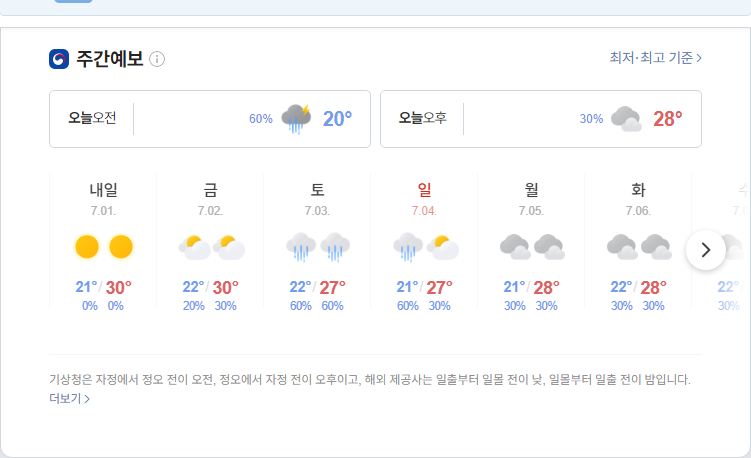 주간예보
최저·최고 기준
오늘오전 60% 20°
오늘오후 30% 28°
내일 금 토 일 월 화 수
7.01. 7.02. 7.03. 7.04. 7.05. 7.06.
21°/30° 22°/30° 22°/27° 21°/27° 21°/28° 22°/28° 22°
0% 0% 20% 30% 60% 60% 60% 30% 30% 30% 30% 30%
기상청은 자정에서 정오 전이 오전, 정오에서 자정 전이 오후이고, 해외 제공사는 일출부터 일몰 전이 낮, 일몰부터 일출 전이 밤입니다.
더보기